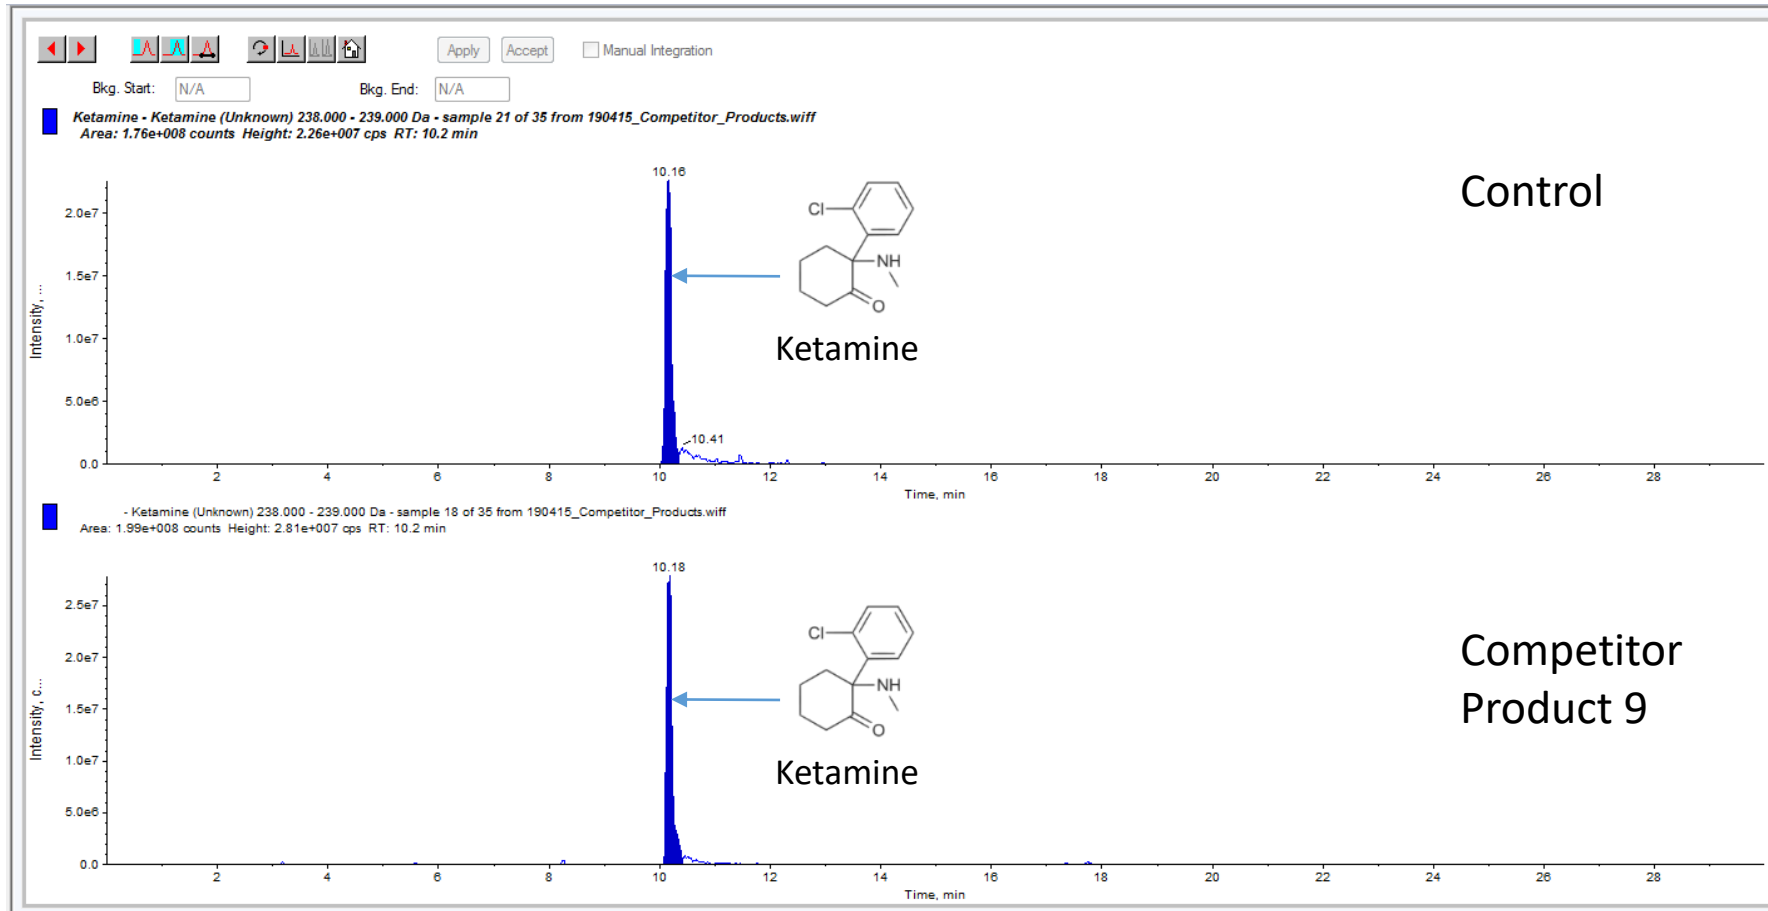 Apply Accept Manual Integration
Bkg. Start: N/A Bkg. End: N/A
Ketamine - Ketamine (Unknown) 238.000 - 239.000 Da - sample 21 of 35 from 190415_Competitor_Products.wiff
Area: 1.76e+008 counts Height: 2.26e+007 cps RT: 10.2 min
10.16
Control
Cl
NH
O
Ketamine
10.41
Intensity, ...
2.0e7
1.5e7
1.0e7
5.0e6
0.0
2 4 6 8 10 12 14 16 18 20 22 24 26 28
Time, min
- Ketamine (Unknown) 238.000 - 239.000 Da - sample 18 of 35 from 190415_Competitor_Products.wiff
Area: 1.99e+008 counts Height: 2.81e+007 cps RT: 10.2 min
10.18
Cl
NH
O
Ketamine
Competitor
Product 9
Intensity, c...
2.5e7
2.0e7
1.5e7
1.0e7
5.0e6
0.0
2 4 6 8 10 12 14 16 18 20 22 24 26 28
Time, min